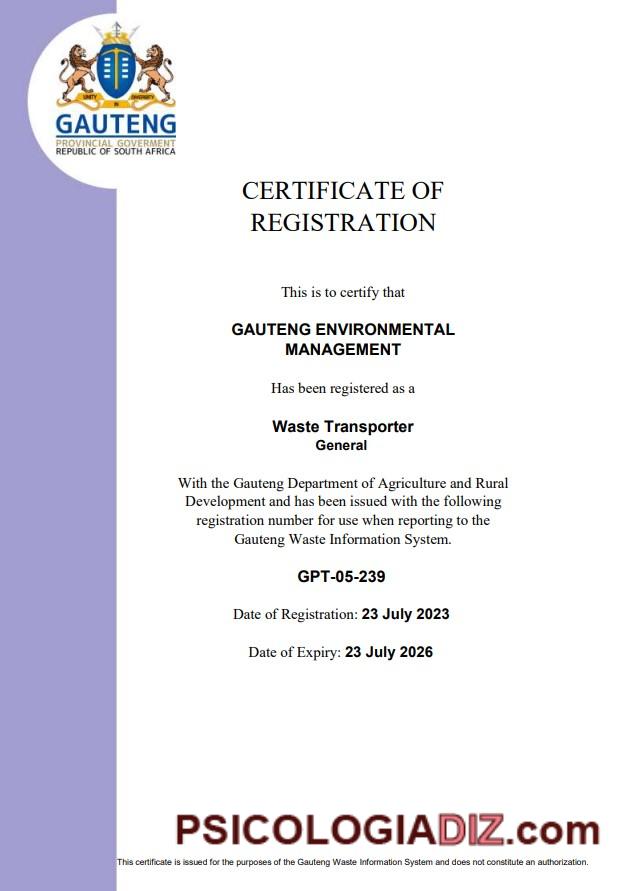 UNITY
IN
DIVERSITY
GAUTENG
PROVINCIAL GOVERMENT
REPUBLIC OF SOUTH AFRICA
CERTIFICATE OF
REGISTRATION
This is to certify that
GAUTENG ENVIRONMENTAL
MANAGEMENT
Has been registered as a
Waste Transporter
General
With the Gauteng Department of Agriculture and Rural
Development and has been issued with the following
registration number for use when reporting to the
Gauteng Waste Information System.
GPT-05-239
Date of Registration: 23 July 2023
Date of Expiry: 23 July 2026
PSICOLOGIADIZ.com
This certificate is issued for the purposes of the Gauteng Waste Information System and does not constitute an authorization.